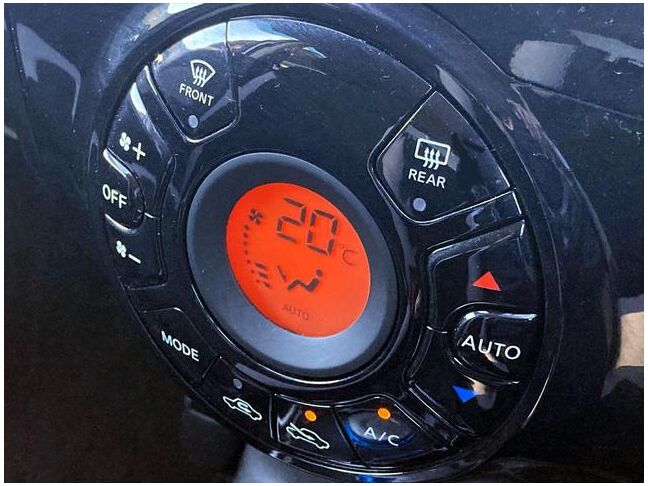 FRONT
REAR
+
OFF
-
20°C
AUTO
AUTO
MODE
A/C